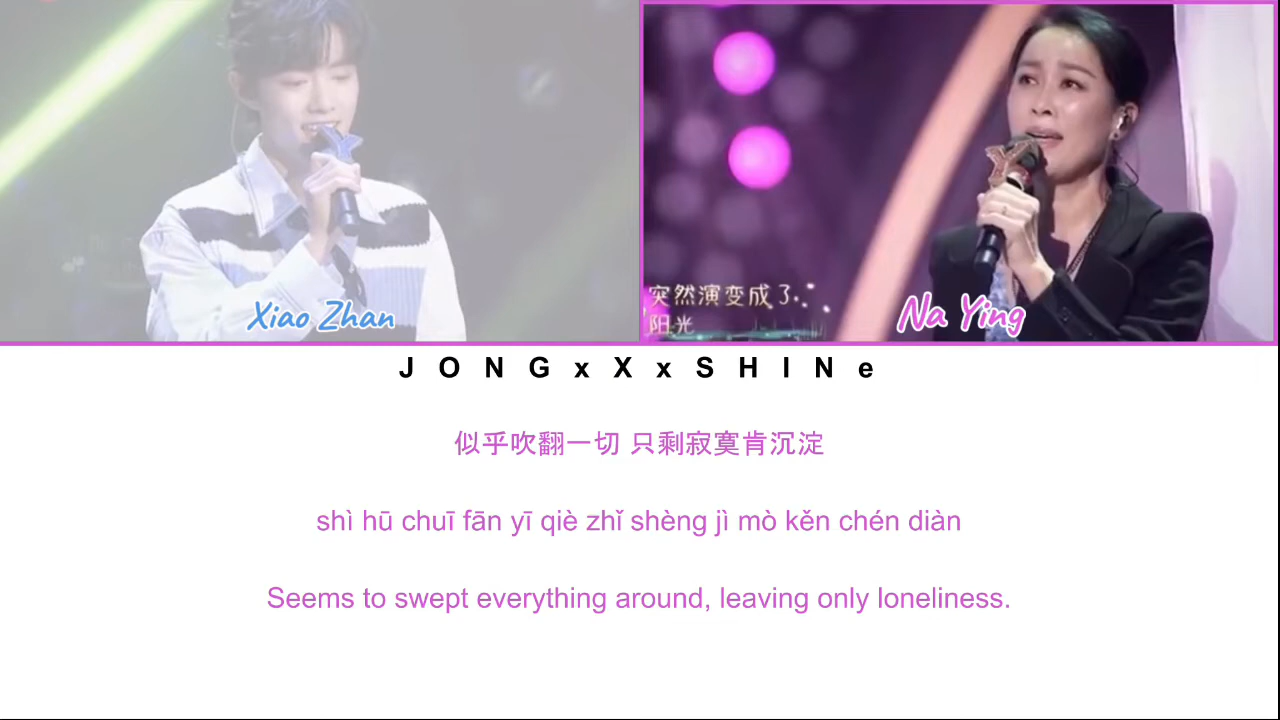 Xiao Zhan
突然演变成了
阳光
Na Ying
J O N G x X x S H I N e
似乎吹翻一切 只剩寂寞肯沉淀
shì hū chuī fān yī qiè zhǐ shèng jì mò kěn chén diàn
Seems to swept everything around, leaving only loneliness.